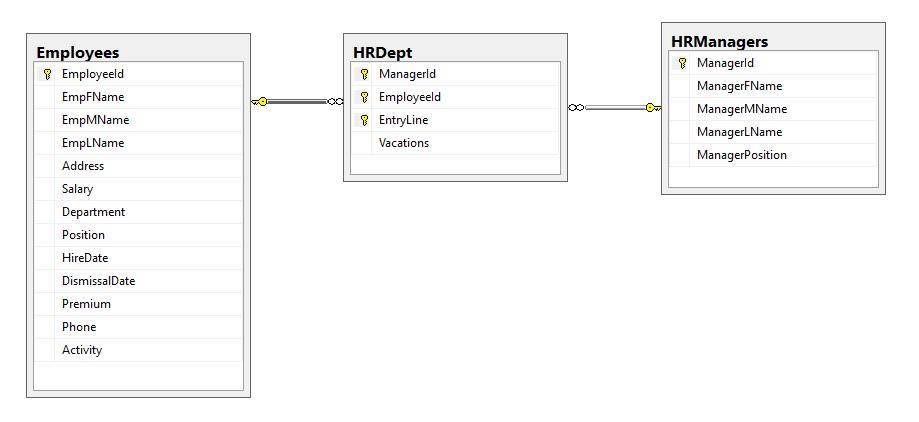 Employees
EmployeeId
EmpFName
EmpMName
EmpLName
Address
Salary
Department
Position
HireDate
DismissalDate
Premium
Phone
Activity
HRDept
ManagerId
EmployeeId
EntryLine
Vacations
HRManagers
ManagerId
ManagerFName
ManagerMName
ManagerLName
ManagerPosition